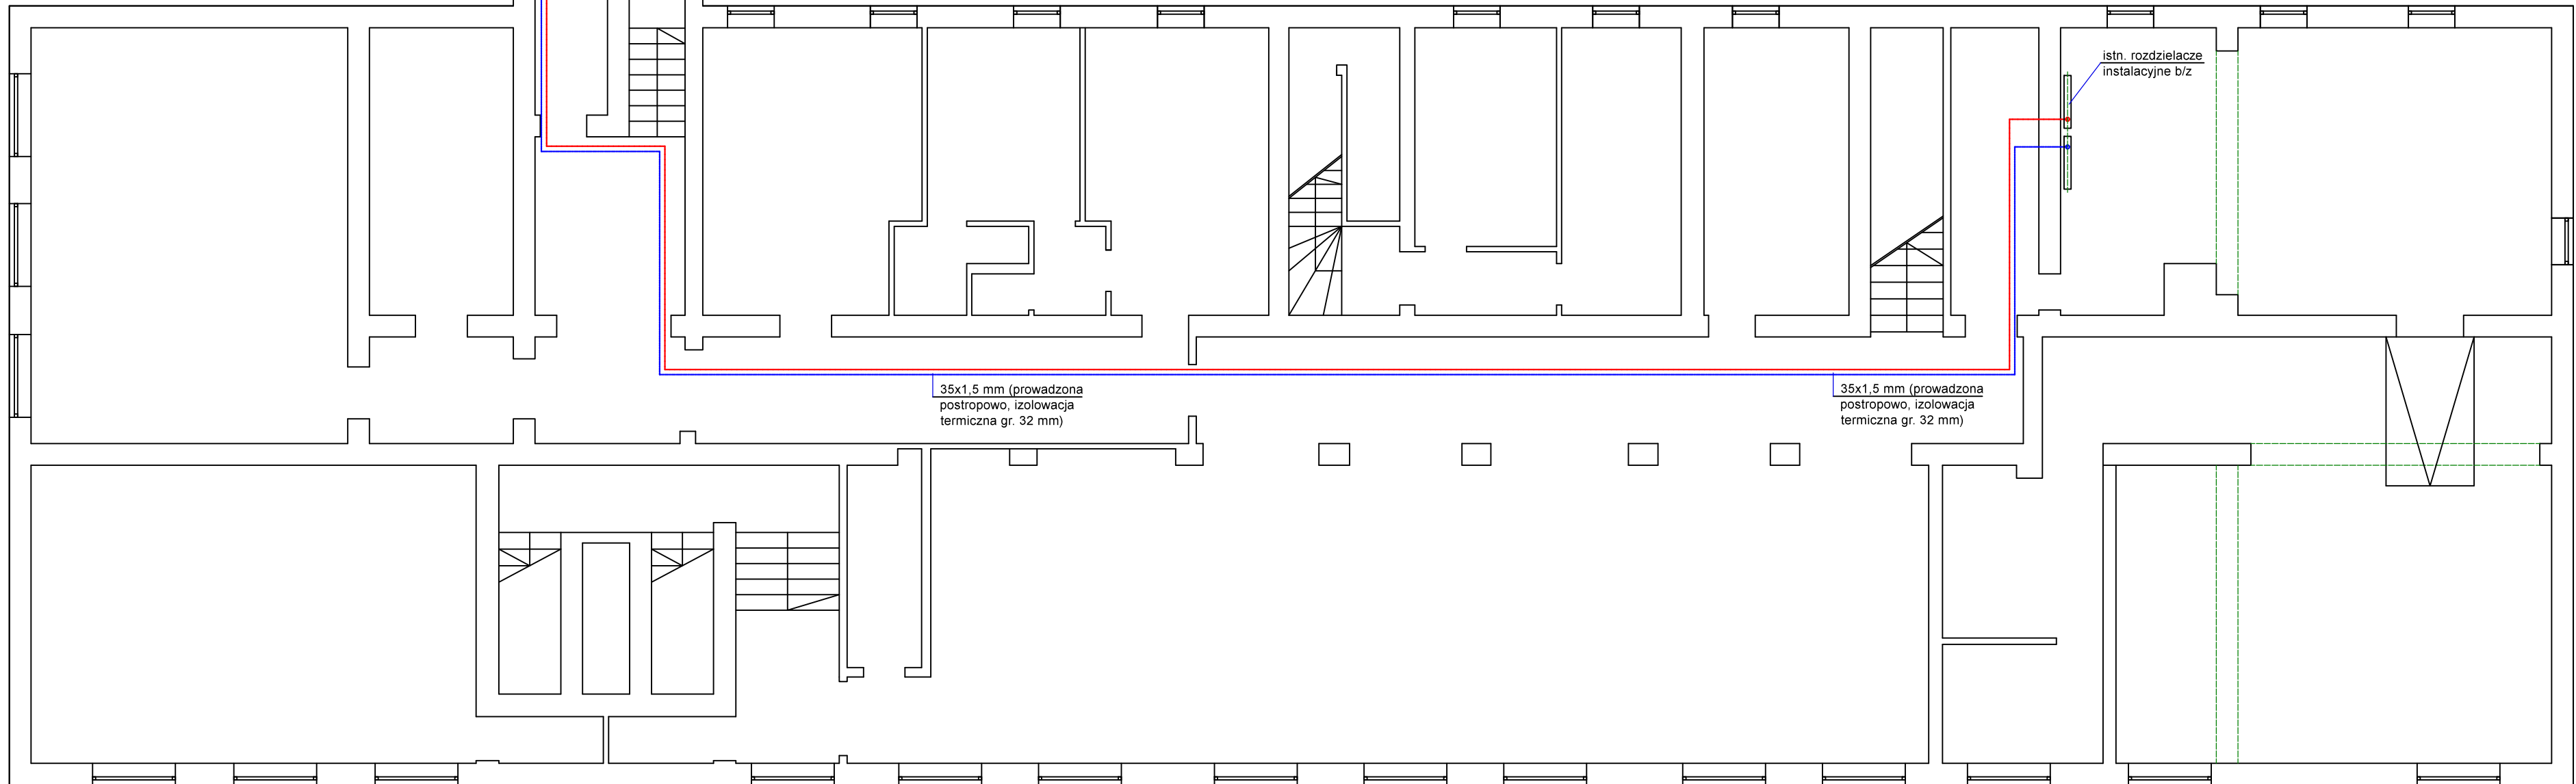 istn. rozdzielacze
instalacyjne b/z
35x1,5 mm (prowadzona
postropowo, izolowacja
termiczna gr. 32 mm)
35x1,5 mm (prowadzona
postropowo, izolowacja
termiczna gr. 32 mm)